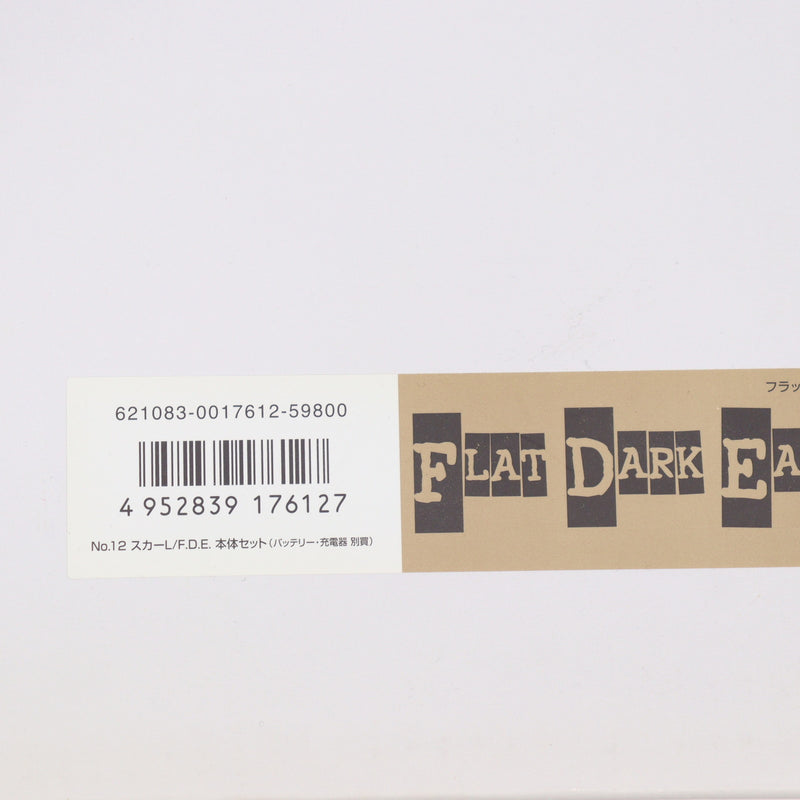 621083-0017612-59800
4 952839 176127
No.12 スカーL/F.D.E. 本体セット(バッテリー・充電器 別買)
フラッ
FLAT DARK EA